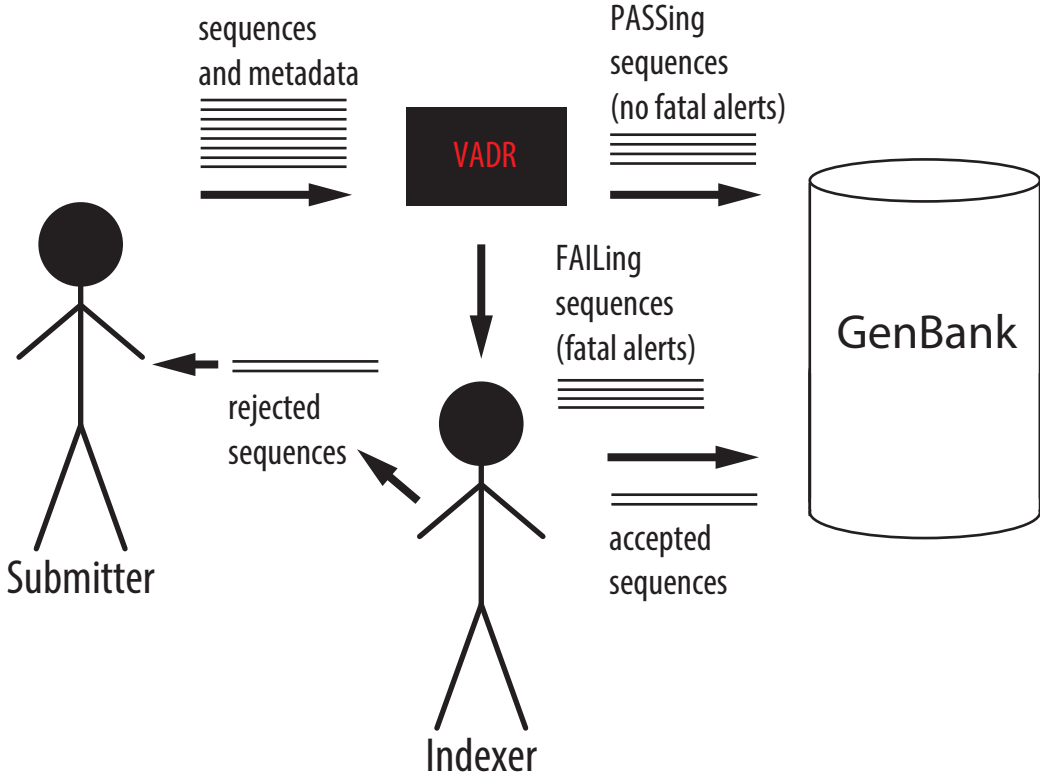 sequences
and metadata
VADR
PASSing
sequences
(no fatal alerts)
FAILing
sequences
(fatal alerts)
GenBank
rejected
sequences
accepted
sequences
Submitter
Indexer